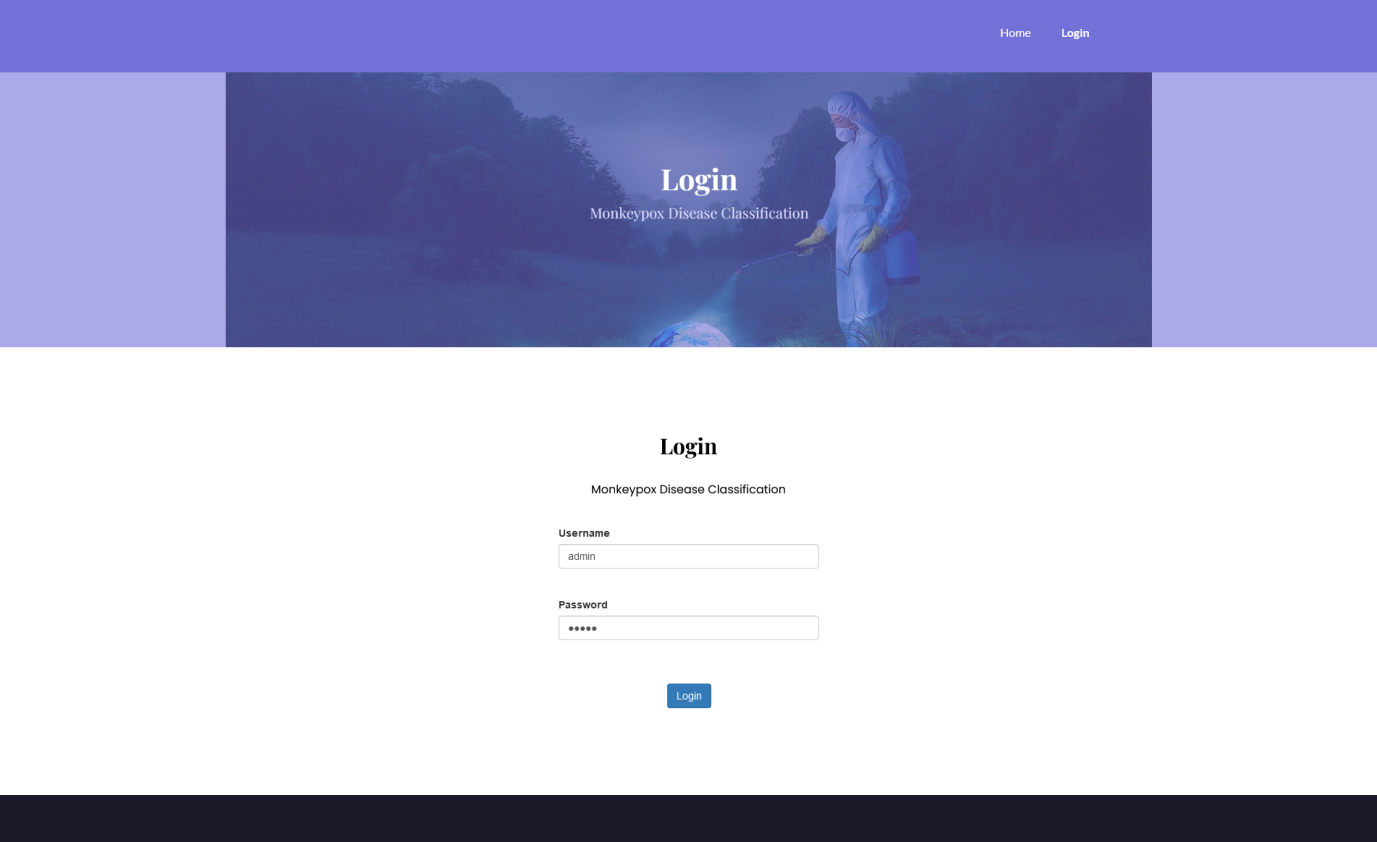 Home Login
Login
Monkeypox Disease Classification
Login
Monkeypox Disease Classification
Username
admin
Password
•••••
Login